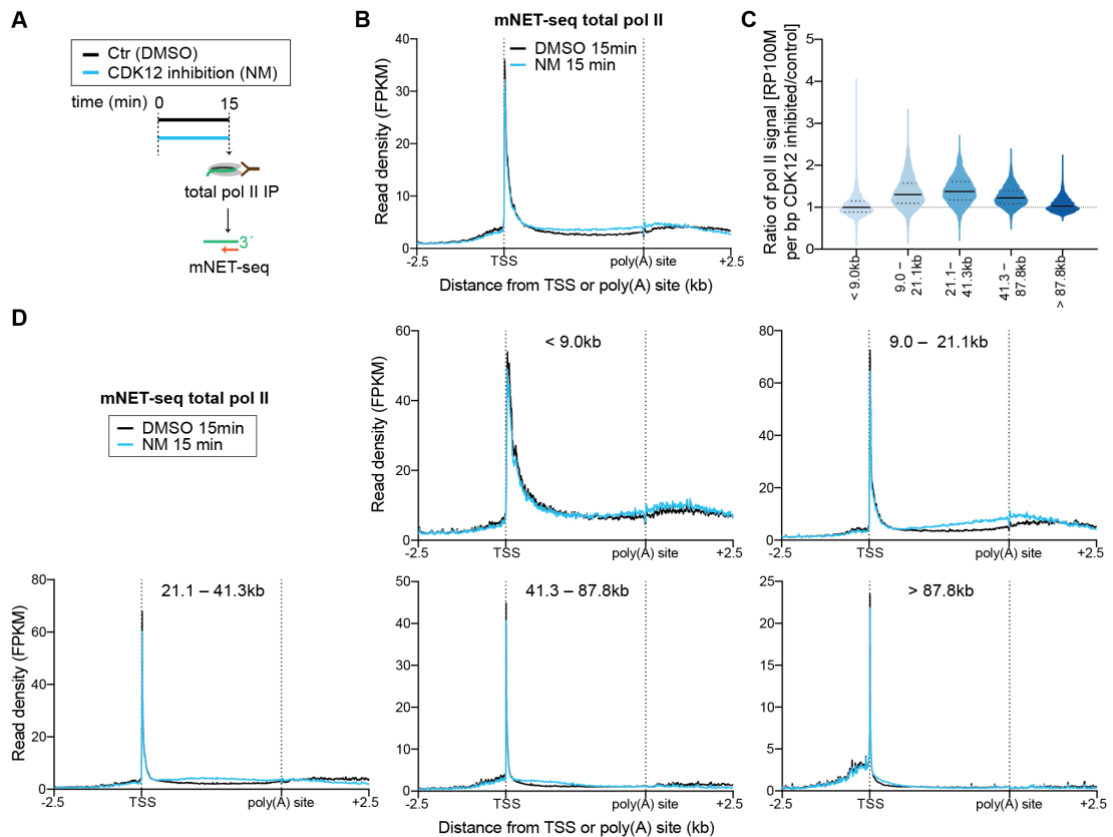 A
Ctr (DMSO)
CDK12 inhibition (NM)
time (min) 0 15
total pol II IP
3´
mNET-seq
B
mNET-seq total pol II
DMSO 15min
NM 15 min
Read density (FPKM)
40
30
20
10
0
-2.5 TSS poly(A) site +2.5
Distance from TSS or poly(A) site (kb)
C
Ratio of pol II signal [RP100M
per bp CDK12 inhibited/control]
5
4
3
2
1
0
< 9.0kb
9.0 –
21.1kb
21.1–
41.3kb
41.3 –
87.8kb
> 87.8kb
D
mNET-seq total pol II
DMSO 15min
NM 15 min
< 9.0kb
Read density (FPKM)
60
40
20
0
-2.5 TSS poly(A) site +2.5
9.0 – 21.1kb
80
60
40
20
0
-2.5 TSS poly(A) site +2.5
21.1 – 41.3kb
Read density (FPKM)
80
60
40
20
0
-2.5 TSS poly(A) site +2.5
41.3 – 87.8kb
50
40
30
20
10
0
-2.5 TSS poly(A) site +2.5
> 87.8kb
25
20
15
10
5
0
-2.5 TSS poly(A) site +2.5
Distance from TSS or poly(A) site (kb)